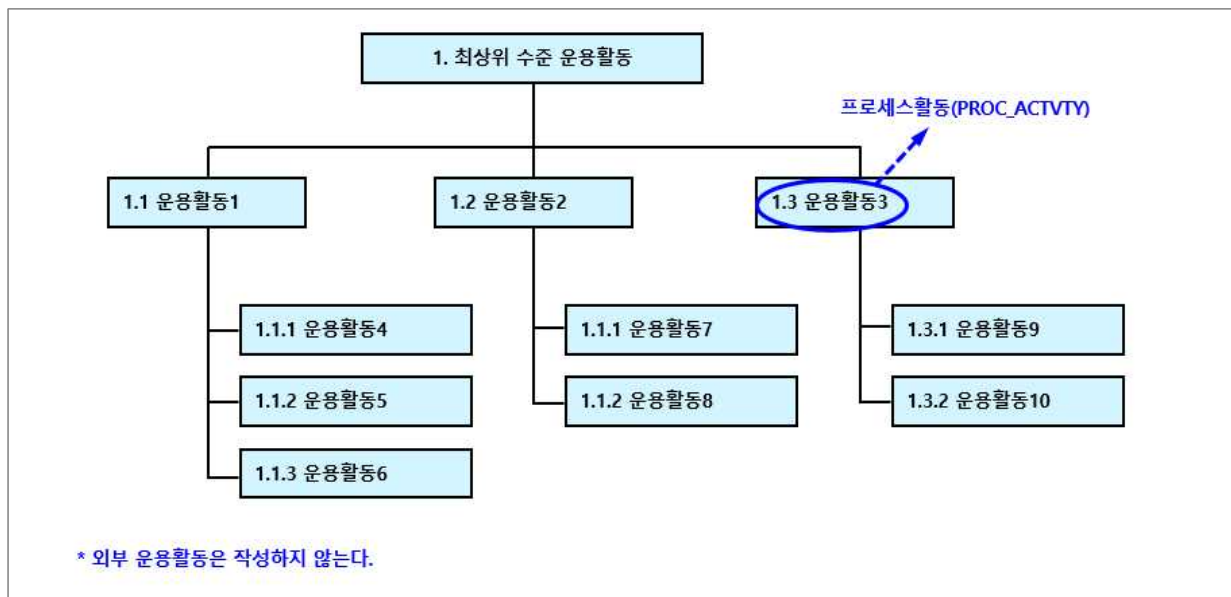 1. 최상위 수준 운용활동
프로세스활동(PROC_ACTVTY)
1.1 운용활동1
1.2 운용활동2
1.3 운용활동3
1.1.1 운용활동4
1.1.1 운용활동7
1.3.1 운용활동9
1.1.2 운용활동5
1.1.2 운용활동8
1.3.2 운용활동10
1.1.3 운용활동6
* 외부 운용활동은 작성하지 않는다.